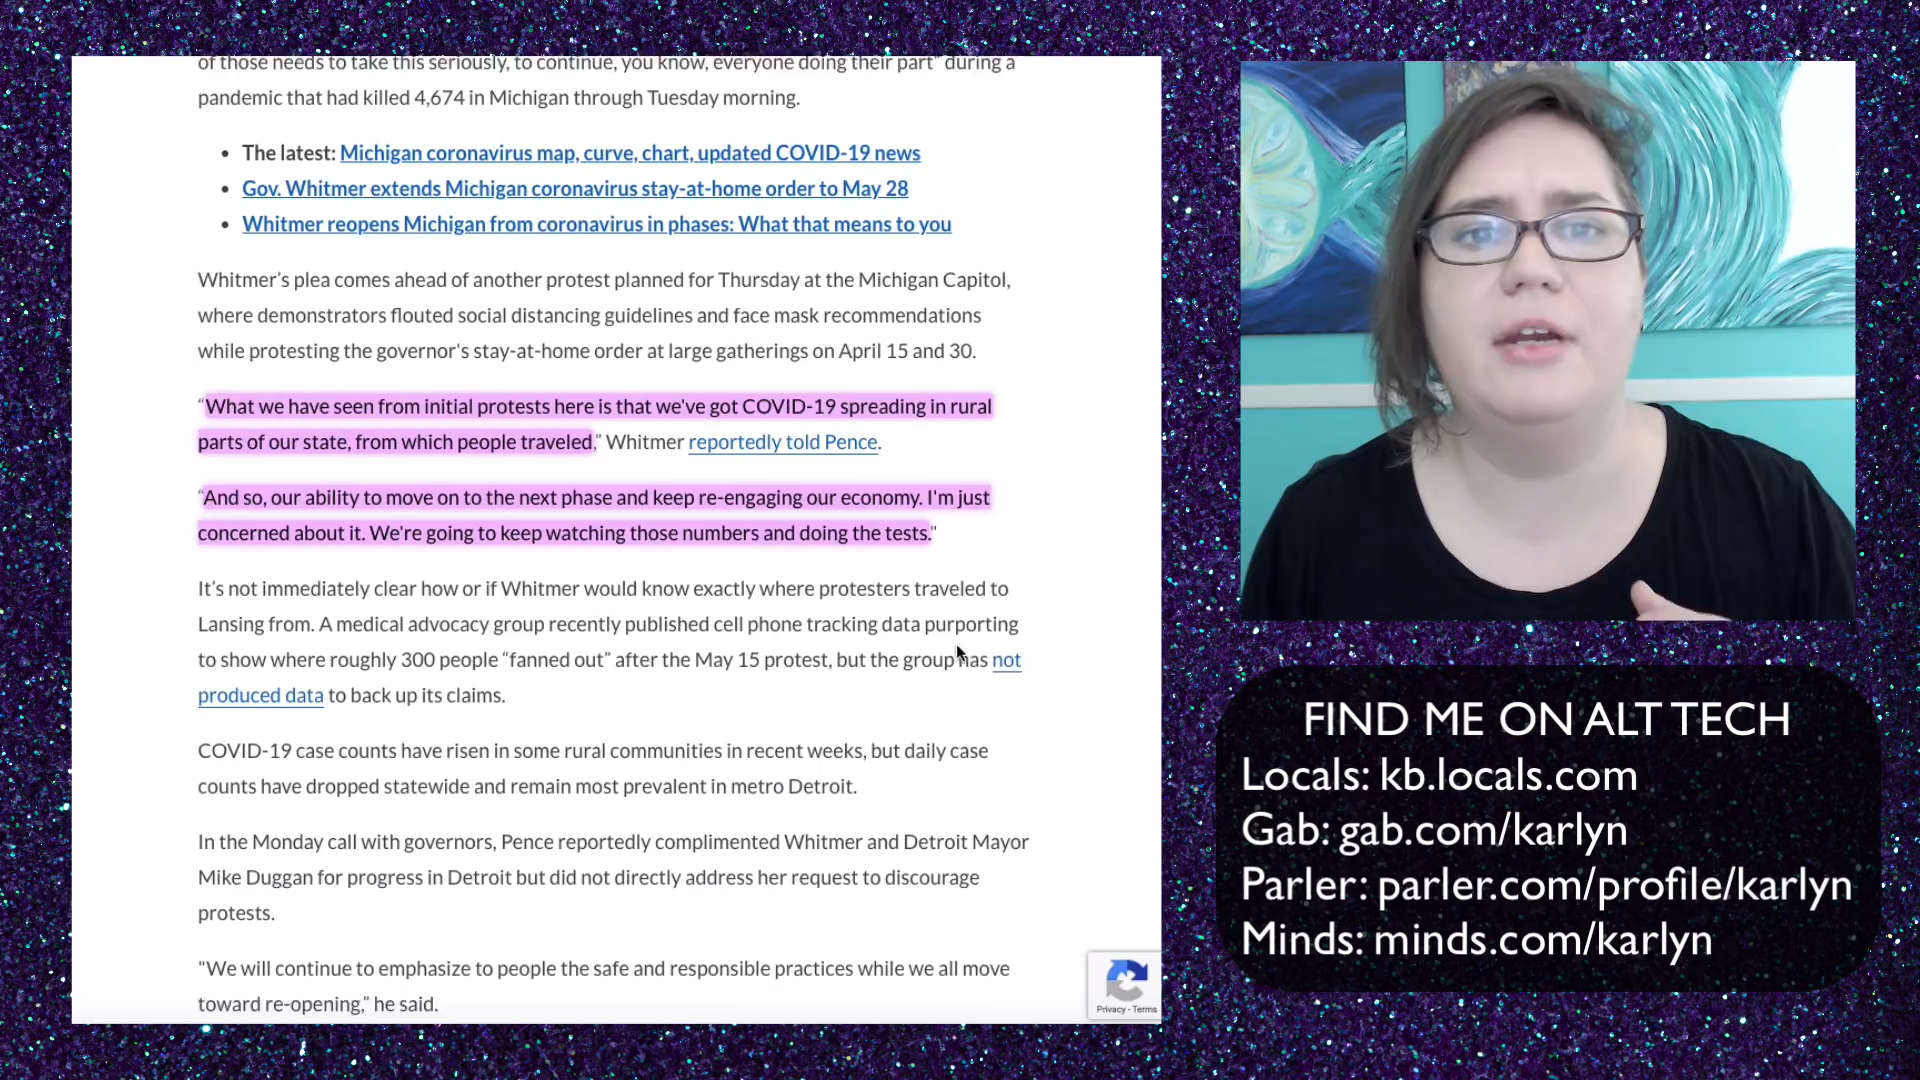 of those needs to take this seriously, to continue, you know, everyone doing their part” during a
pandemic that had killed 4,674 in Michigan through Tuesday morning.
• The latest: Michigan coronavirus map, curve, chart, updated COVID-19 news
• Gov. Whitmer extends Michigan coronavirus stay-at-home order to May 28
• Whitmer reopens Michigan from coronavirus in phases: What that means to you
Whitmer’s plea comes ahead of another protest planned for Thursday at the Michigan Capitol,
where demonstrators flouted social distancing guidelines and face mask recommendations
while protesting the governor's stay-at-home order at large gatherings on April 15 and 30.
“What we have seen from initial protests here is that we've got COVID-19 spreading in rural
parts of our state, from which people traveled,” Whitmer reportedly told Pence.
“And so, our ability to move on to the next phase and keep re-engaging our economy. I'm just
concerned about it. We're going to keep watching those numbers and doing the tests."
It’s not immediately clear how or if Whitmer would know exactly where protesters traveled to
Lansing from. A medical advocacy group recently published cell phone tracking data purporting
to show where roughly 300 people “fanned out” after the May 15 protest, but the group has not
produced data to back up its claims.
COVID-19 case counts have risen in some rural communities in recent weeks, but daily case
counts have dropped statewide and remain most prevalent in metro Detroit.
In the Monday call with governors, Pence reportedly complimented Whitmer and Detroit Mayor
Mike Duggan for progress in Detroit but did not directly address her request to discourage
protests.
"We will continue to emphasize to people the safe and responsible practices while we all move
toward re-opening,” he said.
Privacy - Terms
FIND ME ON ALT TECH
Locals: kb.locals.com
Gab: gab.com/karlyn
Parler: parler.com/profile/karlyn
Minds: minds.com/karlyn